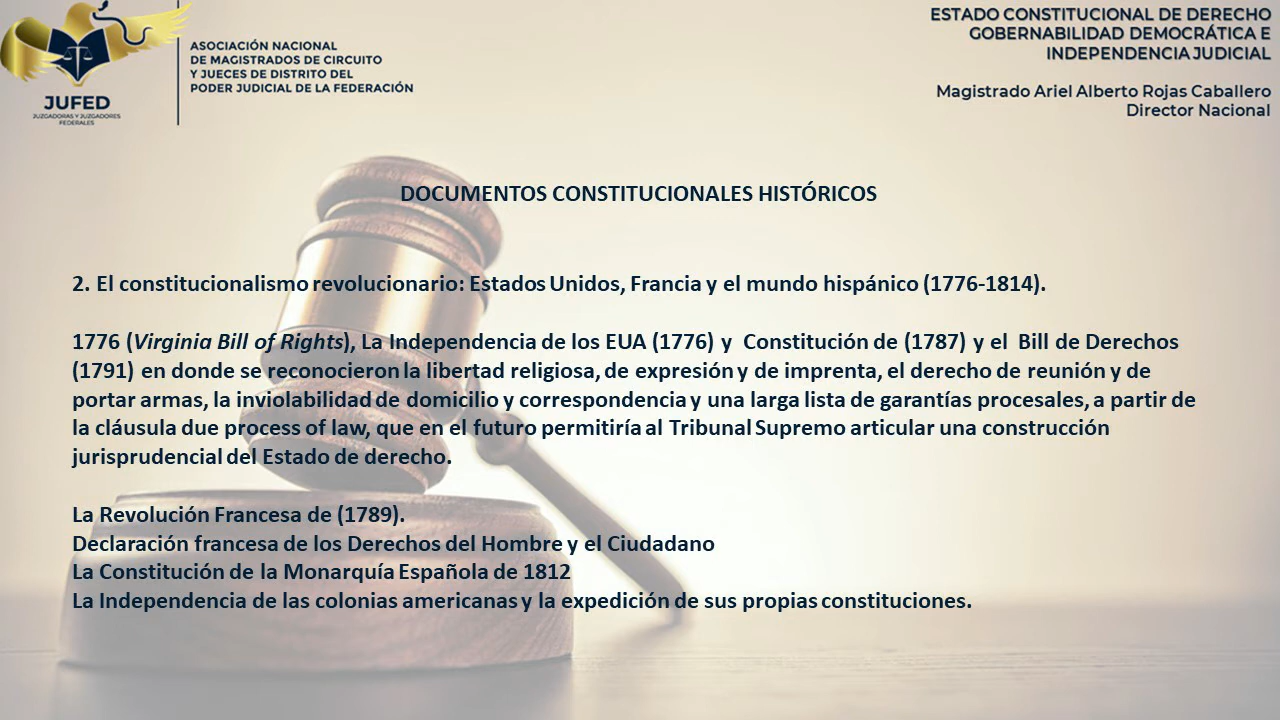 JUFED
JUZGADORAS Y JUZGADORES
FEDERALES
ASOCIACIÓN NACIONAL
DE MAGISTRADOS DE CIRCUITO
Y JUECES DE DISTRITO DEL
PODER JUDICIAL DE LA FEDERACIÓN
ESTADO CONSTITUCIONAL DE DERECHO
GOBERNABILIDAD DEMOCRÁTICA E
INDEPENDENCIA JUDICIAL
Magistrado Ariel Alberto Rojas Caballero
Director Nacional
DOCUMENTOS CONSTITUCIONALES HISTÓRICOS
2. El constitucionalismo revolucionario: Estados Unidos, Francia y el mundo hispánico (1776-1814).
1776 (Virginia Bill of Rights), La Independencia de los EUA (1776) y Constitución de (1787) y el Bill de Derechos
(1791) en donde se reconocieron la libertad religiosa, de expresión y de imprenta, el derecho de reunión y de
portar armas, la inviolabilidad de domicilio y correspondencia y una larga lista de garantías procesales, a partir de
la cláusula due process of law, que en el futuro permitiría al Tribunal Supremo articular una construcción
jurisprudencial del Estado de derecho.
La Revolución Francesa de (1789).
Declaración francesa de los Derechos del Hombre y el Ciudadano
La Constitución de la Monarquía Española de 1812
La Independencia de las colonias americanas y la expedición de sus propias constituciones.